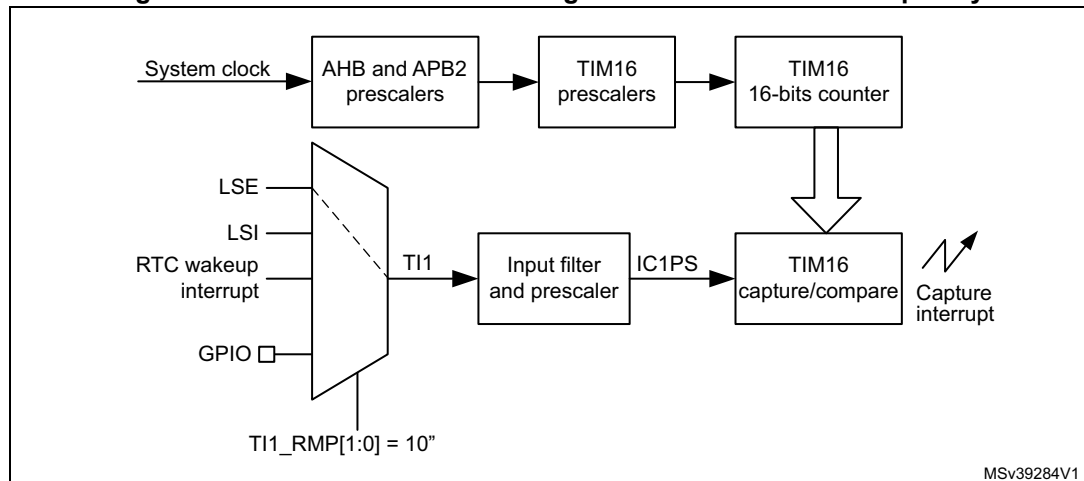 System clock
AHB and APB2
prescalers
TIM16
prescalers
TIM16
16-bits counter
LSE
LSI
RTC wakeup
interrupt
GPIO
TI1
Input filter
and prescaler
IC1PS
TIM16
capture/compare
Capture
interrupt
TI1_RMP[1:0] = 10”
MSv39284V1